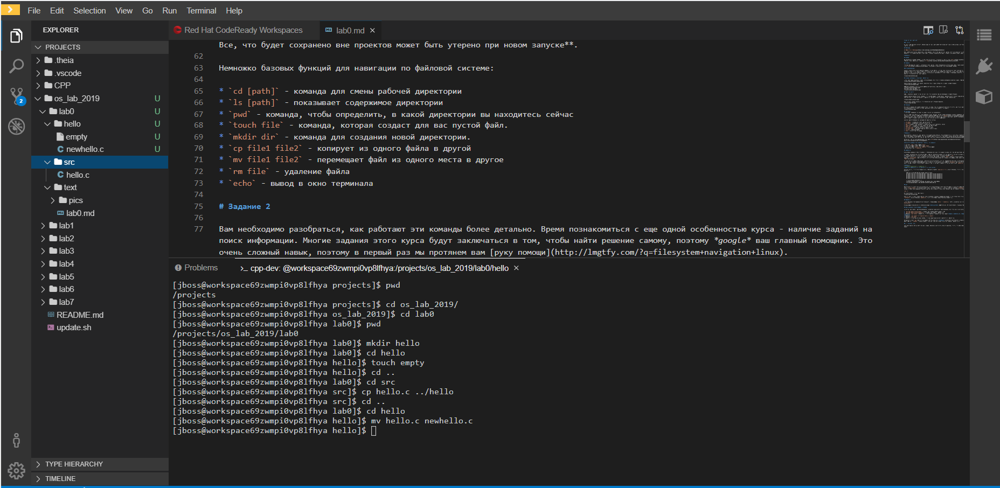 File Edit Selection View Go Run Terminal Help
EXPLORER
PROJECTS
.theia
.vscode
CPP
os_lab_2019 U
lab0 U
hello U
empty U
newhello.c U
src
hello.c
text
pics
lab0.md
lab1
lab2
lab3
lab4
lab5
lab6
lab7
README.md
update.sh
TYPE HIERARCHY
TIMELINE
2
Red Hat CodeReady Workspaces lab0.md
Все, что будет сохранено вне проектов может быть утерено при новом запуске**.
62
63 Немножко базовых функций для навигации по файловой системе:
64
65 * `cd [path]` - команда для смены рабочей директории
66 * `ls [path]` - показывает содержимое директории
67 * `pwd` - команда, чтобы определить, в какой директории вы находитесь сейчас
68 * `touch file` - команда, которая создаст для вас пустой файл.
69 * `mkdir dir` - команда для создания новой директории.
70 * `cp file1 file2` - копирует из одного файла в другой
71 * `mv file1 file2` - перемещает файл из одного места в другое
72 * `rm file` - удаление файла
73 * `echo` - вывод в окно терминала
74
75 # Задание 2
76
77 Вам необходимо разобраться, как работают эти команды более детально. Время познакомиться с еще одной особенностью курса - наличие заданий на
поиск информации. Многие задания этого курса будут заключаться в том, чтобы найти решение самому, поэтому *google* ваш главный помощник. Это
очень сложный навык, поэтому в первый раз мы протянем вам [руку помощи](http://lmgtfy.com/?q=filesystem+navigation+linux).
Problems >_ cpp-dev: @workspace69zwmpi0vp8lfhya:/projects/os_lab_2019/lab0/hello
[jboss@workspace69zwmpi0vp8lfhya projects]$ pwd
/projects
[jboss@workspace69zwmpi0vp8lfhya projects]$ cd os_lab_2019/
[jboss@workspace69zwmpi0vp8lfhya os_lab_2019]$ cd lab0
[jboss@workspace69zwmpi0vp8lfhya lab0]$ pwd
/projects/os_lab_2019/lab0
[jboss@workspace69zwmpi0vp8lfhya lab0]$ mkdir hello
[jboss@workspace69zwmpi0vp8lfhya lab0]$ cd hello
[jboss@workspace69zwmpi0vp8lfhya hello]$ touch empty
[jboss@workspace69zwmpi0vp8lfhya hello]$ cd ..
[jboss@workspace69zwmpi0vp8lfhya lab0]$ cd src
[jboss@workspace69zwmpi0vp8lfhya src]$ cp hello.c ../hello
[jboss@workspace69zwmpi0vp8lfhya src]$ cd ..
[jboss@workspace69zwmpi0vp8lfhya lab0]$ cd hello
[jboss@workspace69zwmpi0vp8lfhya hello]$ mv hello.c newhello.c
[jboss@workspace69zwmpi0vp8lfhya hello]$